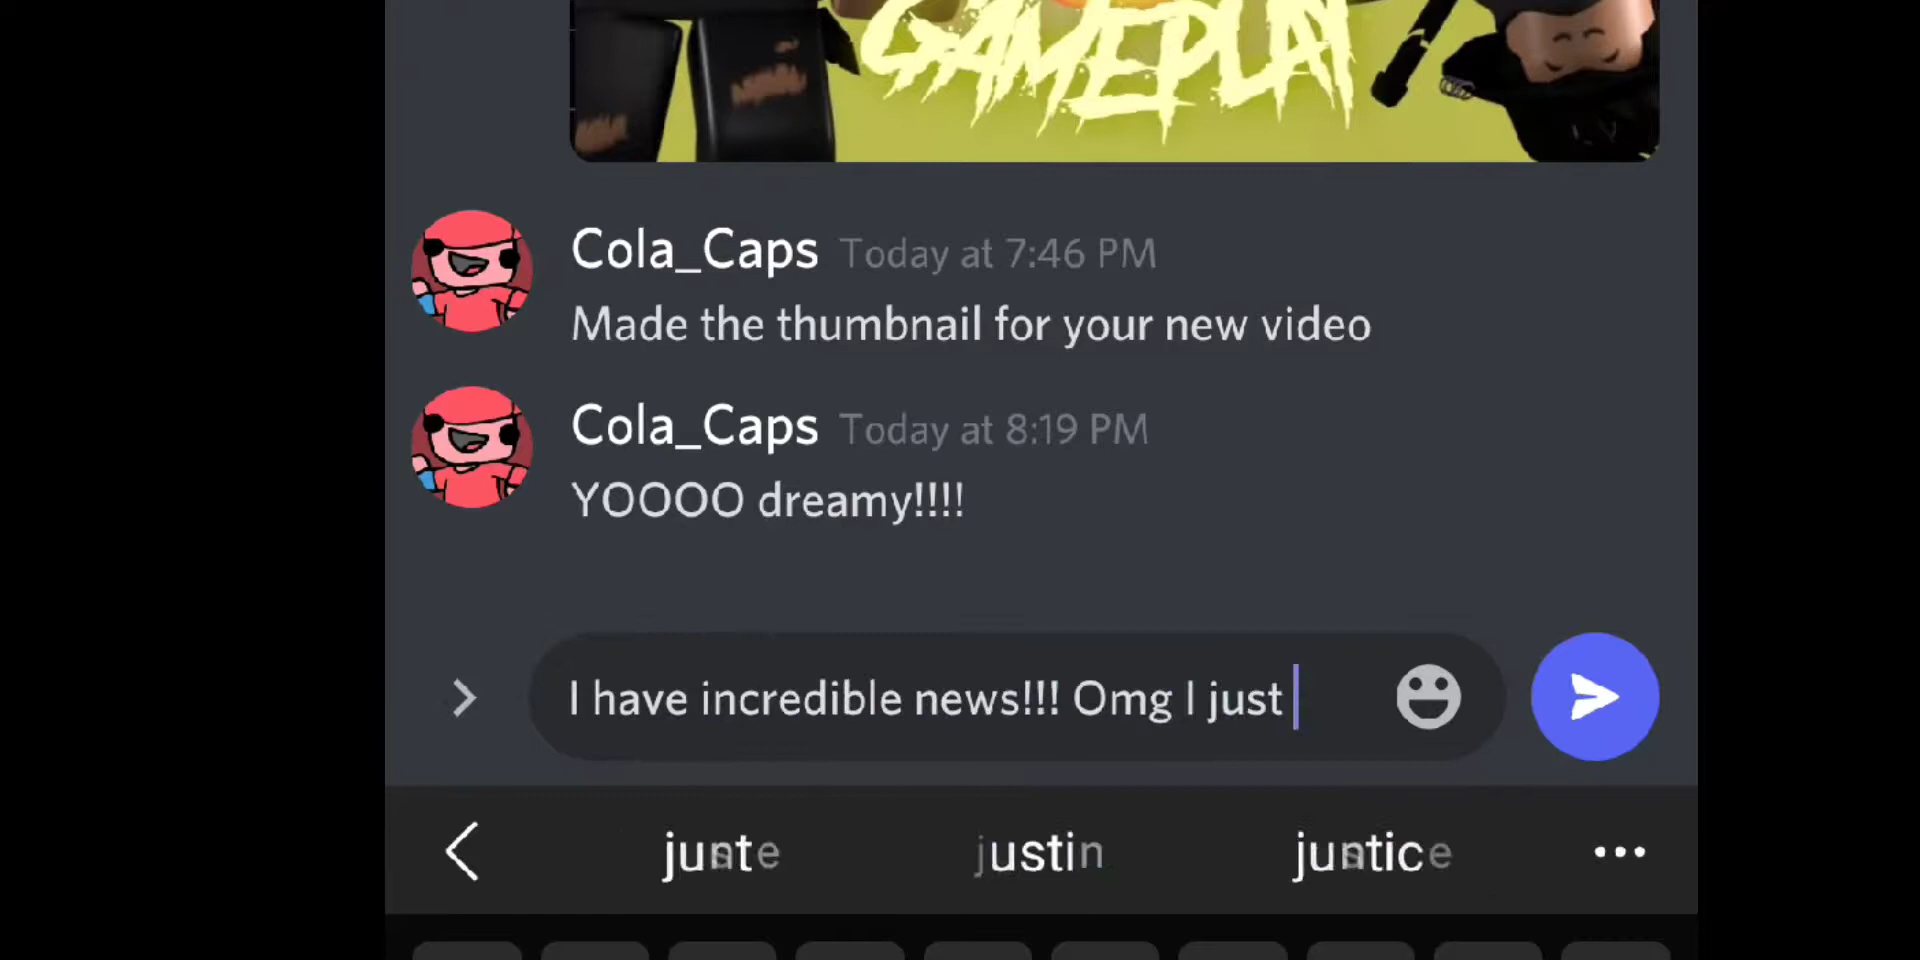 GAMEPLAY
Cola_Caps Today at 7:46 PM
Made the thumbnail for your new video
Cola_Caps Today at 8:19 PM
YOOOO dreamy!!!!
I have incredible news!!! Omg I just
justin